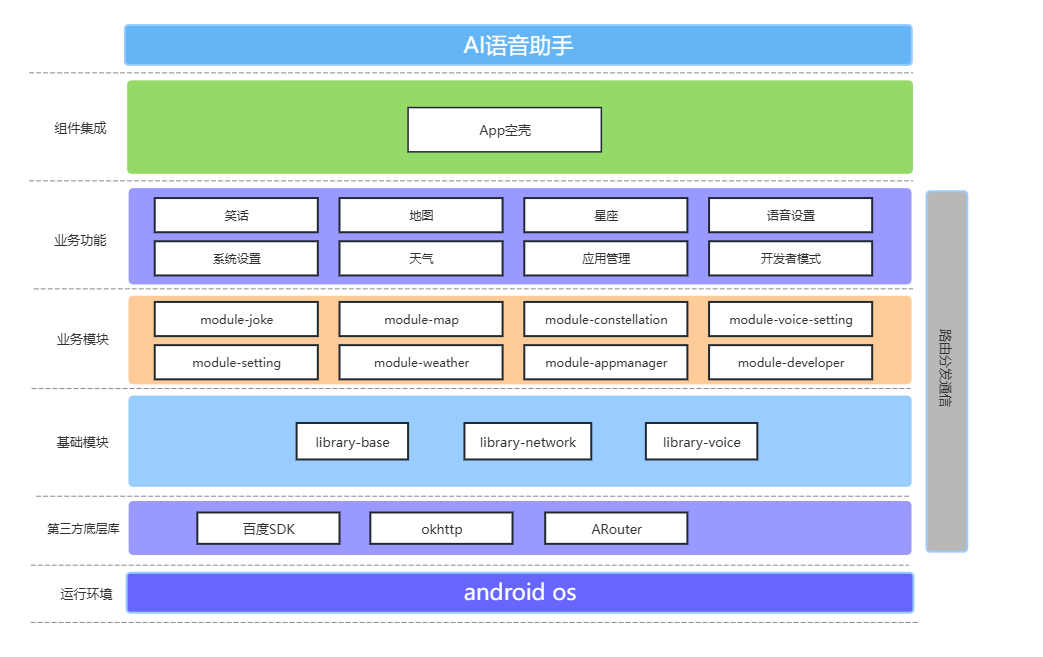 AI语音助手
组件集成
App空壳
业务功能
笑话
地图
星座
语音设置
系统设置
天气
应用管理
开发者模式
业务模块
module-joke
module-map
module-constellation
module-voice-setting
module-setting
module-weather
module-appmanager
module-developer
基础模块
library-base
library-network
library-voice
第三方底层库
百度SDK
okhttp
ARouter
运行环境
android os
路由分发通信